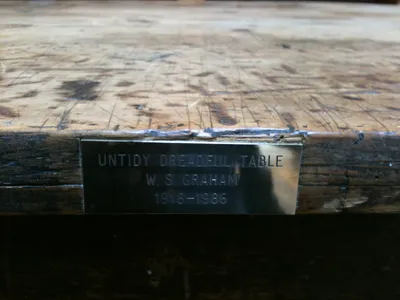 UNTIDY DREADFUL TABLE
W. S. GRAHAM
1918-1986